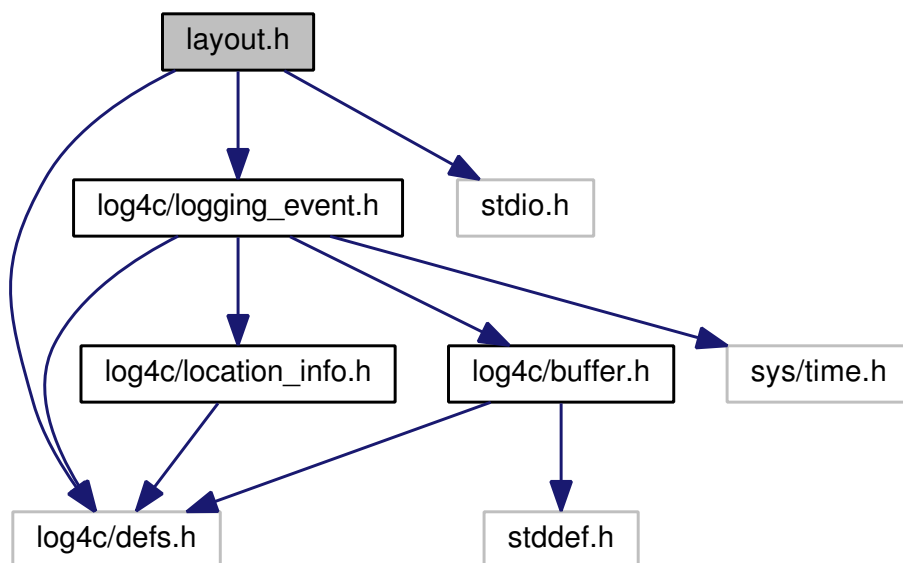 layout.h
log4c/logging_event.h
stdio.h
log4c/location_info.h
log4c/buffer.h
sys/time.h
log4c/defs.h
stddef.h